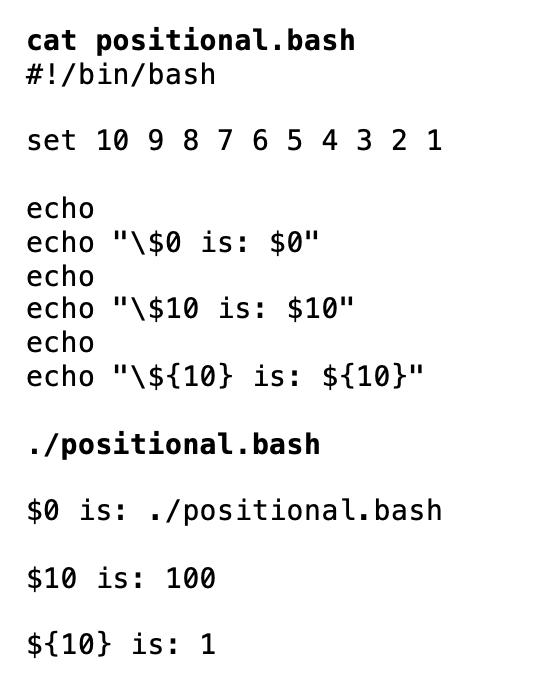 cat positional.bash
#!/bin/bash
set 10 9 8 7 6 5 4 3 2 1
echo
echo "\$0 is: $0"
echo
echo "\$10 is: $10"
echo
echo "\${10} is: ${10}"
./positional.bash
$0 is: ./positional.bash
$10 is: 100
${10} is: 1